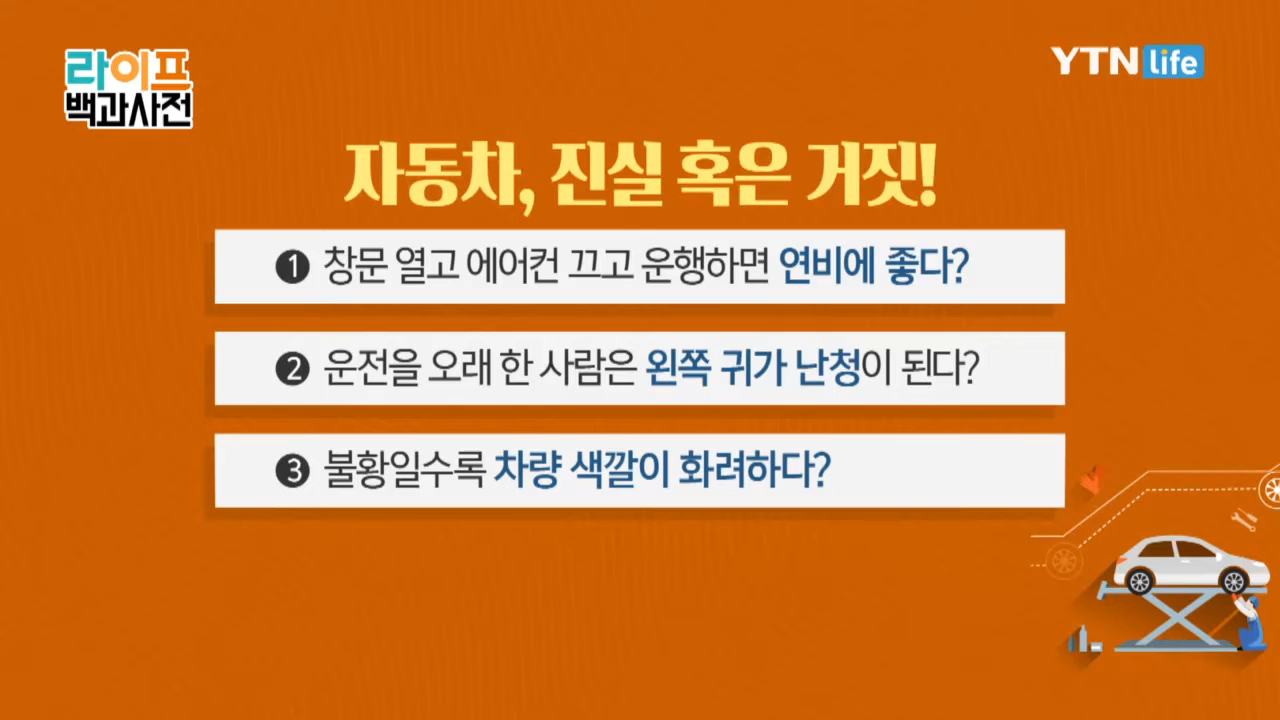 라이프
백과사전
YTN life
자동차, 진실 혹은 거짓!
1 창문 열고 에어컨 끄고 운행하면 연비에 좋다?
2 운전을 오래 한 사람은 왼쪽 귀가 난청이 된다?
3 불황일수록 차량 색깔이 화려하다?